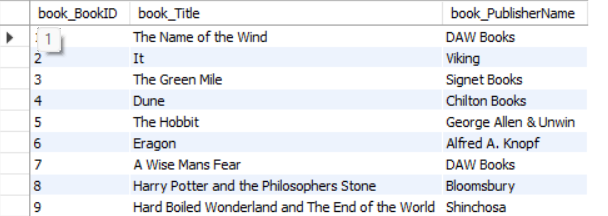 book_BookID book_Title book_PublisherName
1 The Name of the Wind DAW Books
2 It Viking
3 The Green Mile Signet Books
4 Dune Chilton Books
5 The Hobbit George Allen & Unwin
6 Eragon Alfred A. Knopf
7 A Wise Mans Fear DAW Books
8 Harry Potter and the Philosophers Stone Bloomsbury
9 Hard Boiled Wonderland and The End of the World Shinchosa